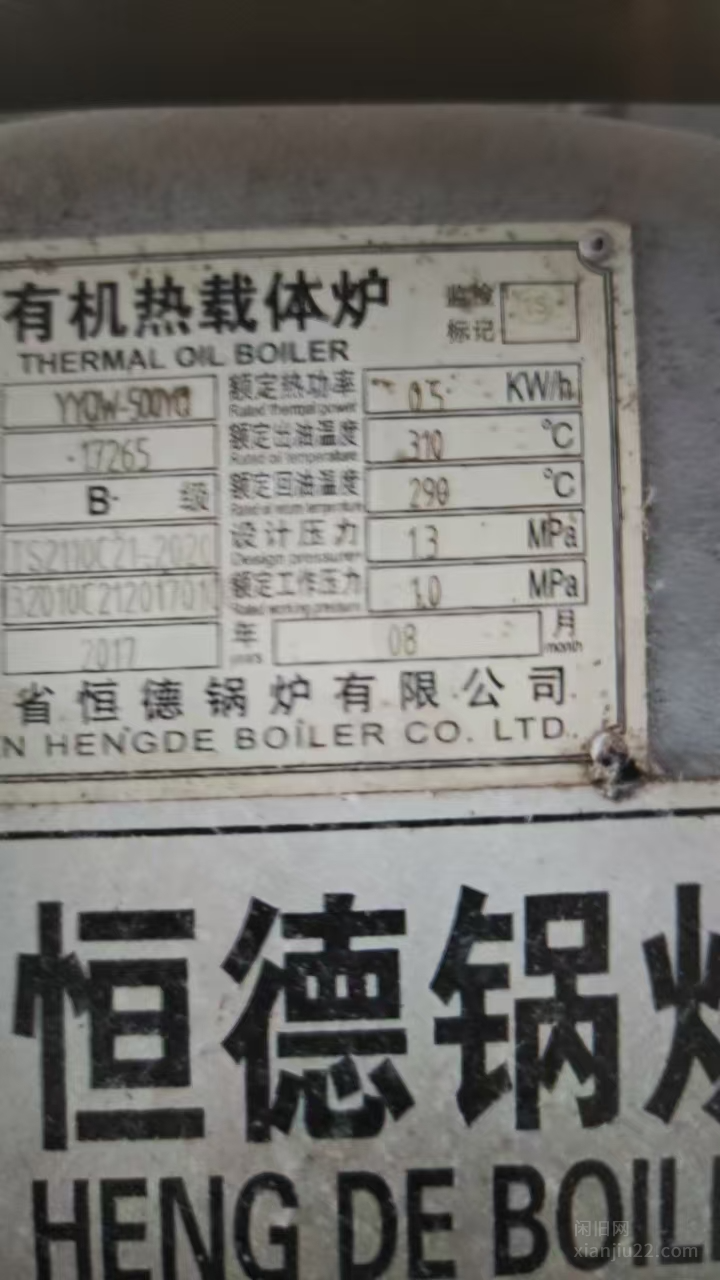 有机热载体炉 监检标记
THERMAL OIL BOILER
YYQW-500YQ 额定热功率 0.5 KW/h
Rated thermal power
17265 额定出油温度 310 ℃
B 级 额定回油温度 290 ℃
TS2110C21-2020 设计压力 1.3 MPa
Design pressure
B2010C21201701 额定工作压力 1.0 MPa
Rated working pressure
2017 年 08 月
years month
省恒德锅炉有限公司
N HENGDE BOILER CO. LTD.
恒德锅炉
HENG DE BOIL
闲旧网
xianjiu22.com